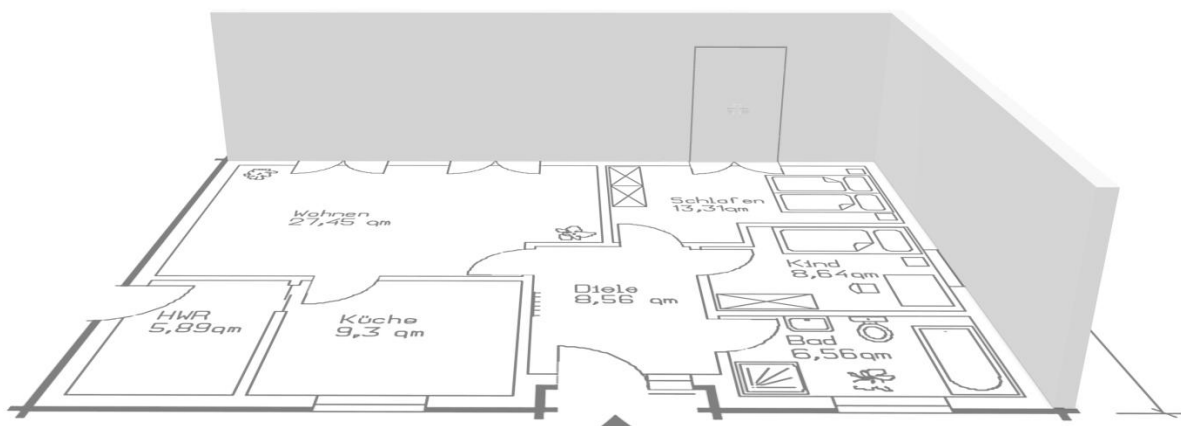 Wohnen
27,45 qm
Schlafen
13,31qm
Kind
8,64qm
Diele
8,56 qm
HWR
5,89qm
Küche
9,3 qm
Bad
6,56qm